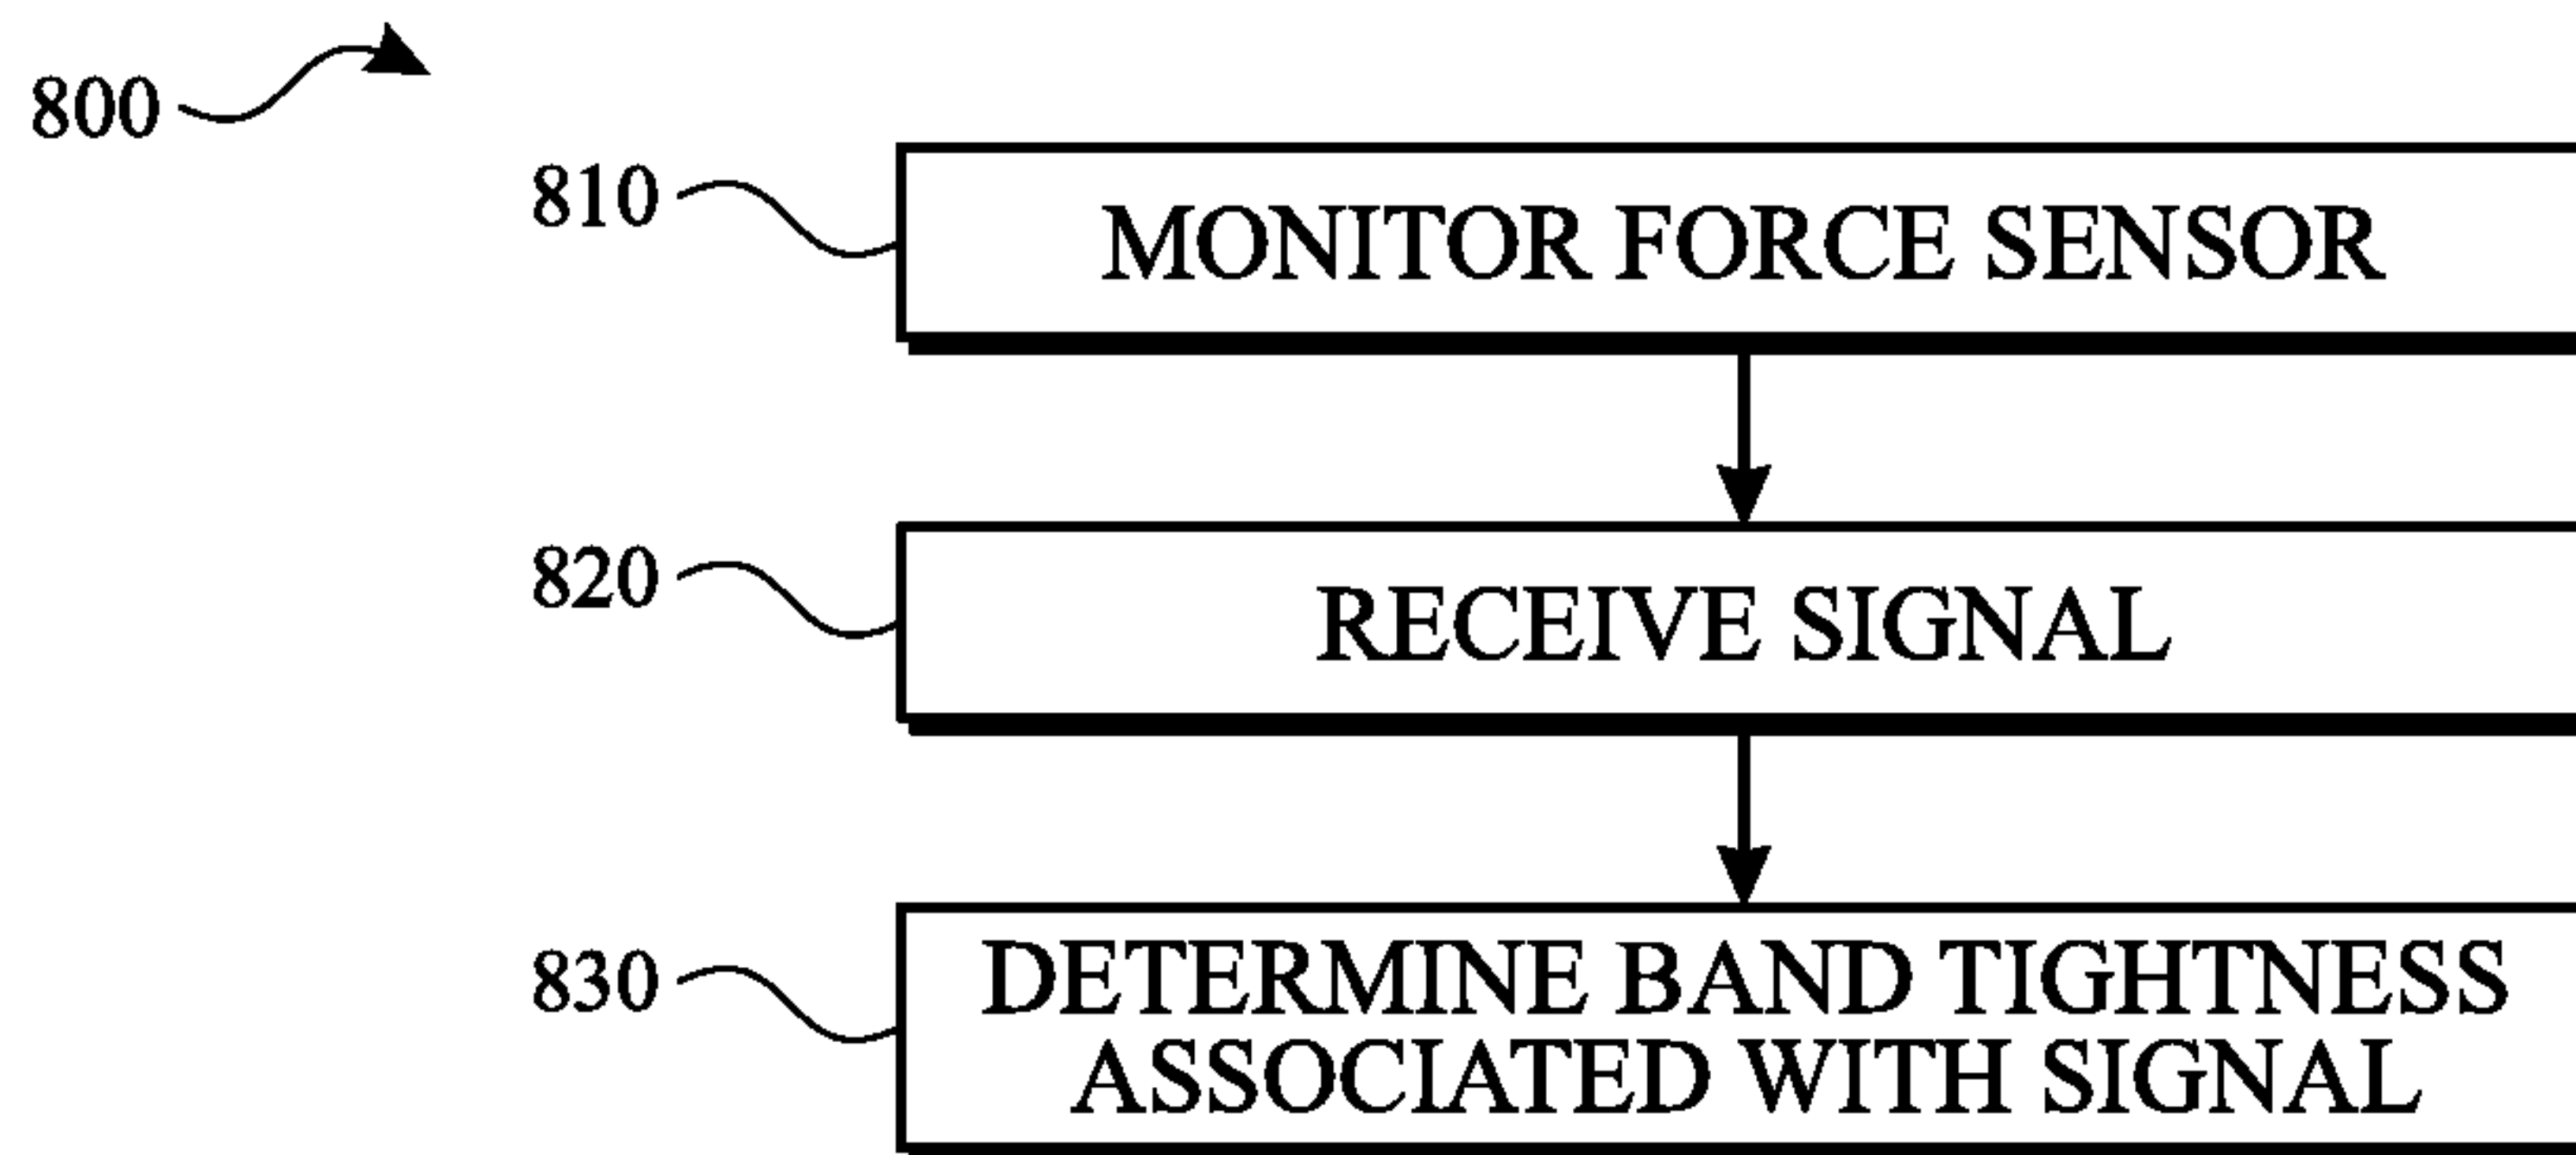 800
810
MONITOR FORCE SENSOR
820
RECEIVE SIGNAL
830
DETERMINE BAND TIGHTNESS
ASSOCIATED WITH SIGNAL